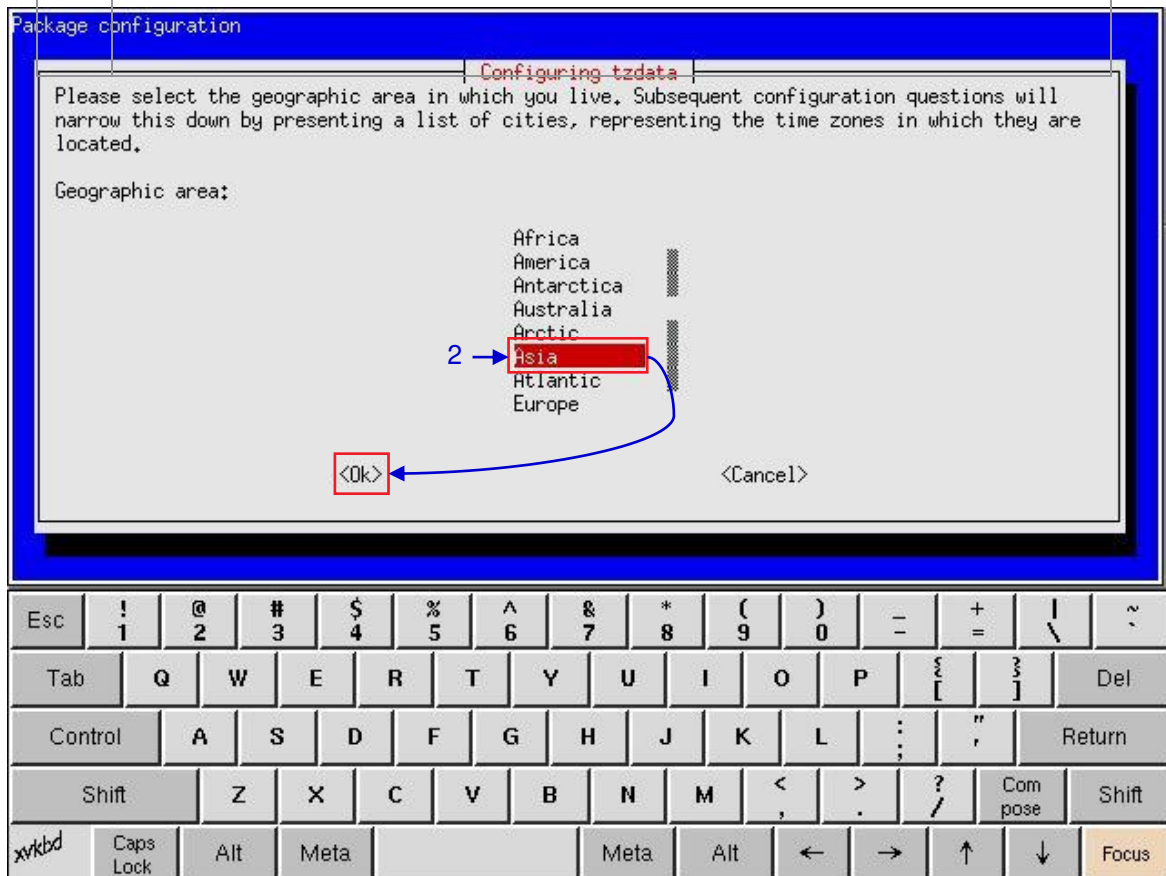 Package configuration
Configuring tzdata
Please select the geographic area in which you live. Subsequent configuration questions will
narrow this down by presenting a list of cities, representing the time zones in which they are
located.
Geographic area:
Africa
America
Antarctica
Australia
Arctic
2 Asia
Atlantic
Europe
<Ok> <Cancel>
Esc ! 1 @ 2 # 3 $ 4 % 5 ^ 6 & 7 * 8 ( 9 ) 0 _ - + = | \ ~ `
Tab Q W E R T Y U I O P { [ } ] Del
Control A S D F G H J K L : ; " ' Return
Shift Z X C V B N M < , > . ? / Com pose Shift
xvkbd Caps Lock Alt Meta Meta Alt ← → ↑ ↓ Focus